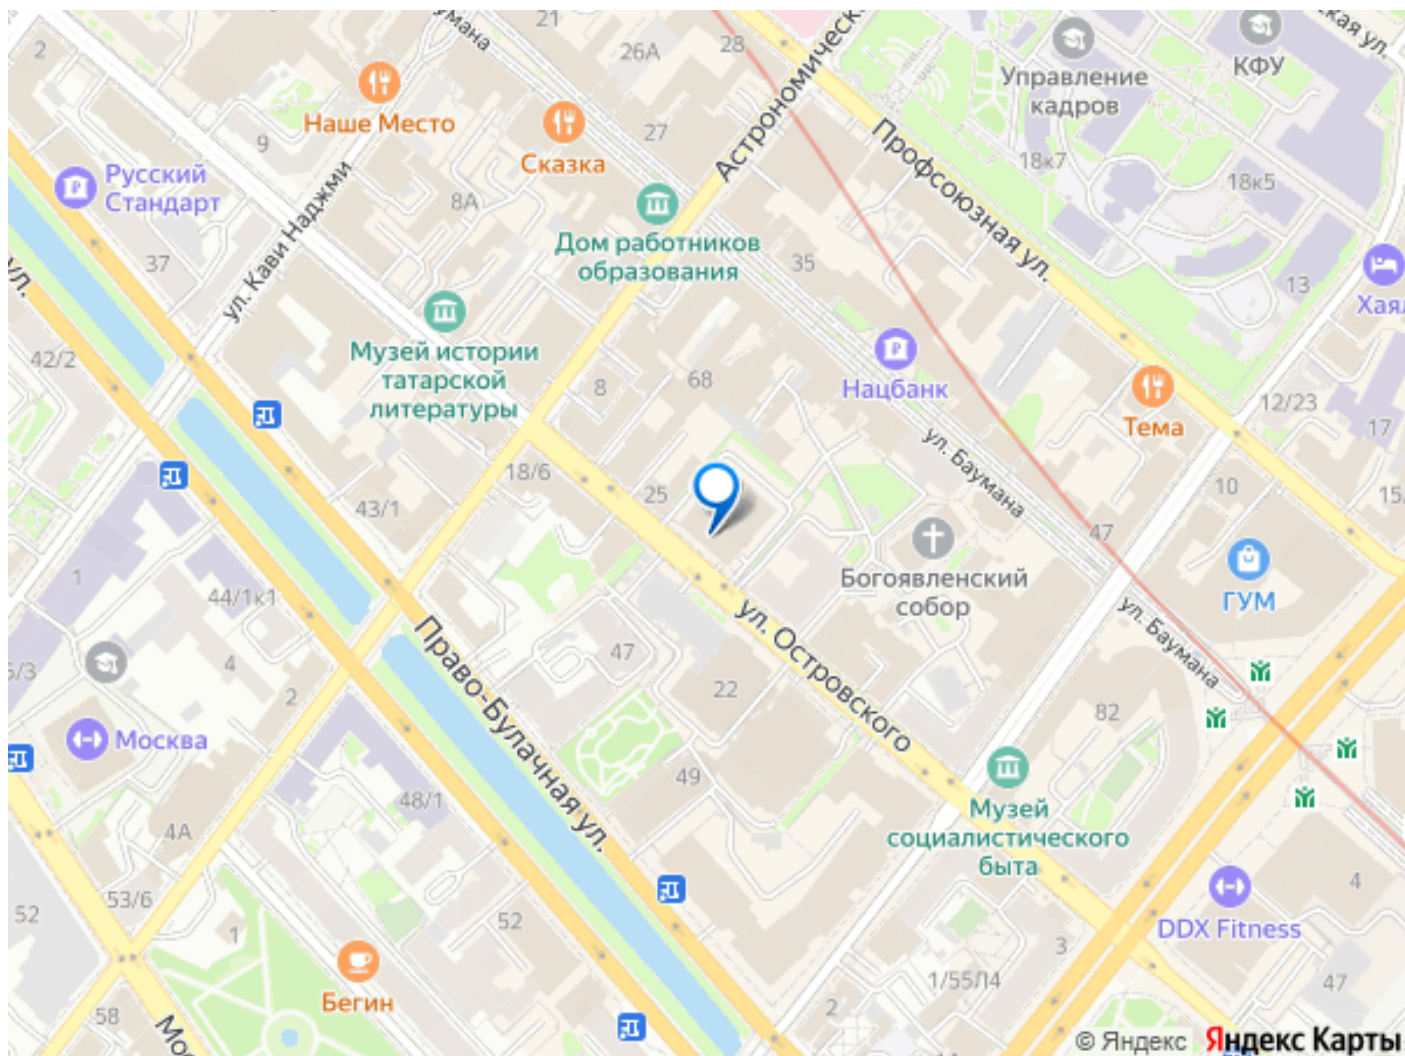 2
21
26А
28
КФУ
Управление
кадров
Наше Место
Сказка
27
9
8А
Русский
Стандарт
37
ул. Кави Наджми
Профсоюзная ул.
18к7
18к5
13
Дом работников
образования
35
ул.
42/2
Музей истории
татарской
литературы
8
68
Нацбанк
Тема
12/23
17
ул. Баумана
18/6
25
43/1
10
47
1
44/1к1
4
2
Богоявленский
собор
ГУМ
ул. Баумана
ул. Островского
47
22
Право-Булачная ул.
82
Москва
49
48/1
4А
Музей
социалистического
быта
4
53/6
52
52
1
DDX Fitness
3
1/55/14
47
Бегин
58
2
© Яндекс Яндекс Карты